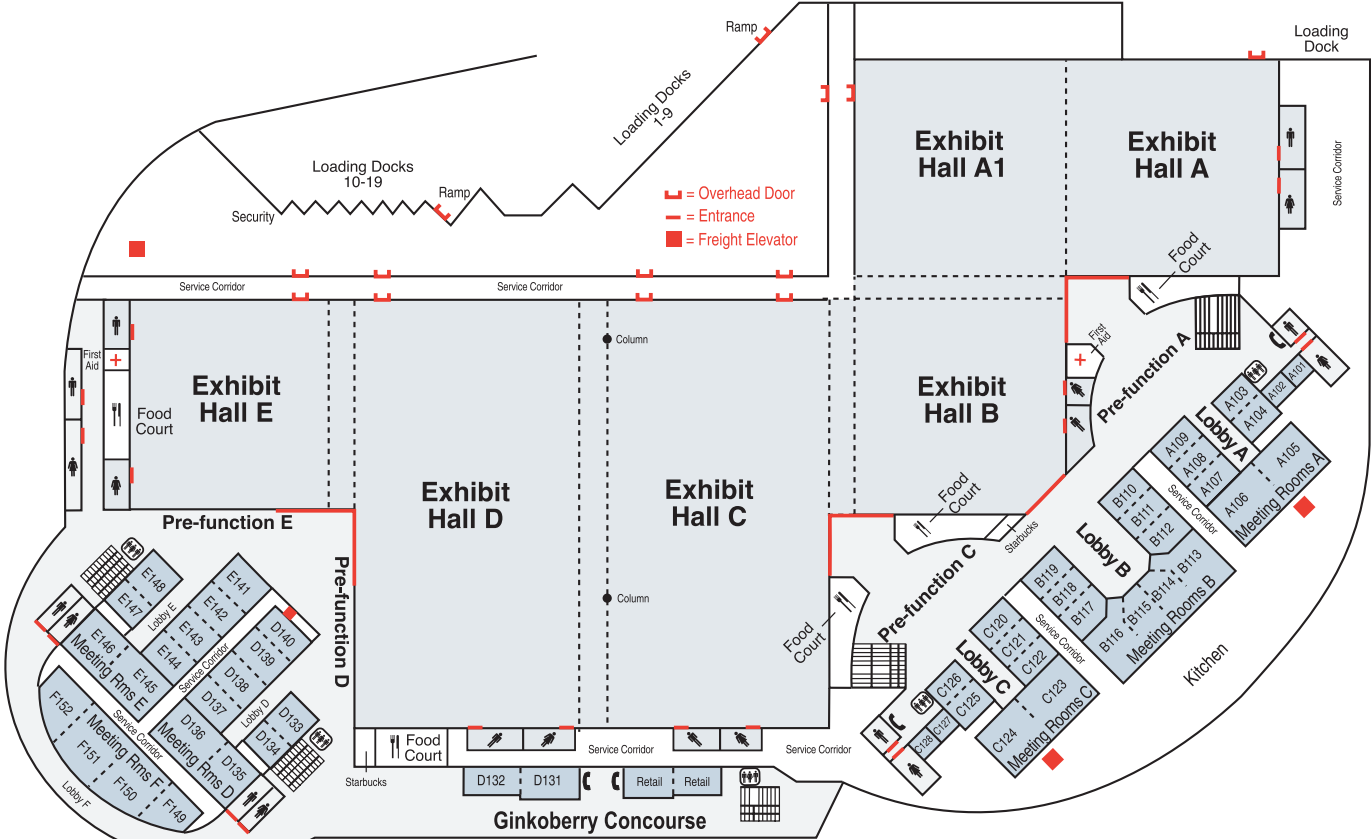 Ramp
Loading
Dock
Loading Docks
1-9
Exhibit
Hall A1
Exhibit
Hall A
Service Corridor
Loading Docks
10-19
Ramp
Security
= Overhead Door
= Entrance
= Freight Elevator
Food
Court
Service Corridor
Service Corridor
Column
First
Aid
First
Aid
Pre-function A
Exhibit
Hall E
Exhibit
Hall B
Food
Court
A101
A102
A103
A104
Lobby A
A105
A106
Meeting Rooms A
A109
A108
A107
Service Corridor
Exhibit
Hall D
Exhibit
Hall C
Food
Court
Starbucks
B110
B111
B112
Lobby B
B113
B114
B115
B116
Meeting Rooms B
B119
B118
B117
Service Corridor
Pre-function E
Pre-function D
Column
Pre-function C
Food
Court
Kitchen
C120
C121
C122
Lobby C
C123
C124
Meeting Rooms C
C126
C125
C127
C128
E148
E147
Lobby E
E141
E142
E143
E144
E146
E145
Meeting Rms E
Service Corridor
D140
D139
D138
D137
Lobby D
D133
D134
D136
D135
Meeting Rms D
Service Corridor
F152
F151
F150
F149
Meeting Rms F
Lobby F
Starbucks
Food
Court
Service Corridor
Service Corridor
D132
D131
Retail
Retail
Ginkoberry Concourse